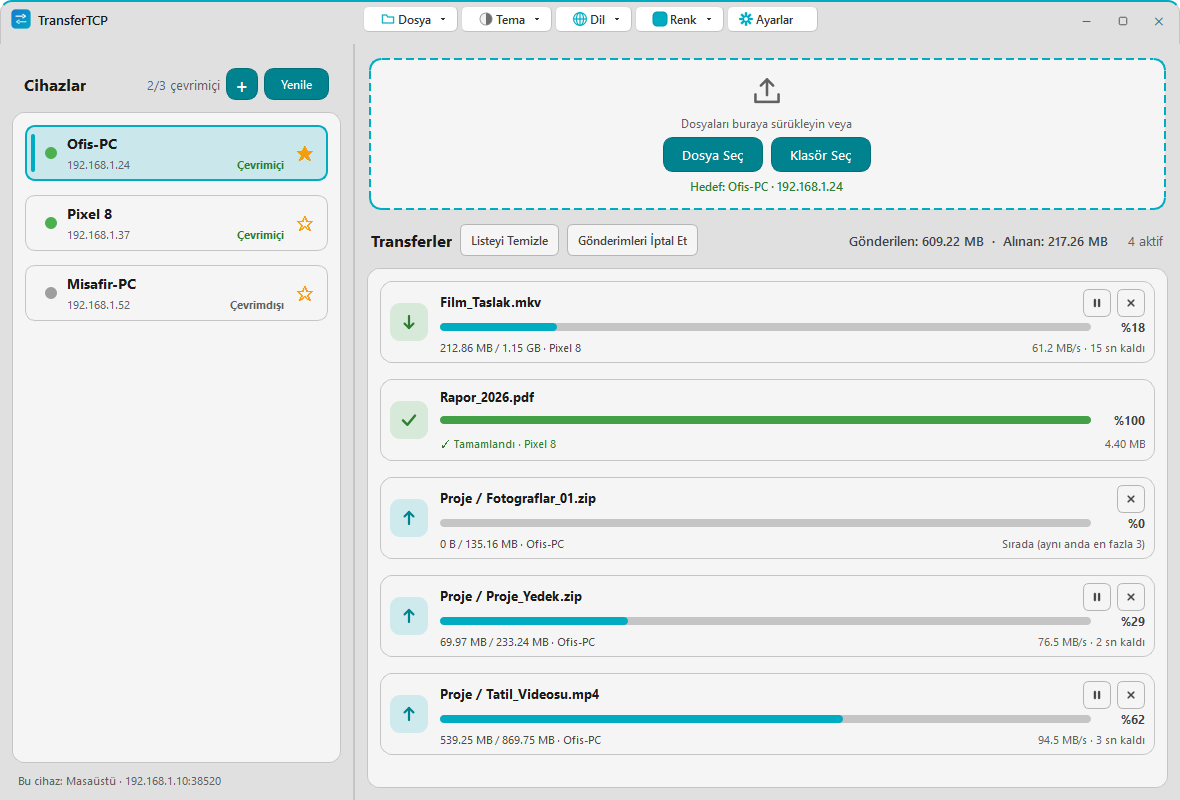 TransferTCP
Dosya
Tema
Dil
Renk
Ayarlar
Cihazlar
2/3 çevrimiçi
+
Yenile
Ofis-PC
192.168.1.24
Çevrimiçi
Pixel 8
192.168.1.37
Çevrimiçi
Misafir-PC
192.168.1.52
Çevrimdışı
Bu cihaz: Masaüstü · 192.168.1.10:38520
Dosyaları buraya sürükleyin veya
Dosya Seç
Klasör Seç
Hedef: Ofis-PC · 192.168.1.24
Transferler
Listeyi Temizle
Gönderimleri İptal Et
Gönderilen: 609.22 MB · Alınan: 217.26 MB
4 aktif
Film_Taslak.mkv
%18
212.86 MB / 1.15 GB · Pixel 8
61.2 MB/s · 15 sn kaldı
Rapor_2026.pdf
%100
✓ Tamamlandı · Pixel 8
4.40 MB
Proje / Fotograflar_01.zip
%0
0 B / 135.16 MB · Ofis-PC
Sırada (aynı anda en fazla 3)
Proje / Proje_Yedek.zip
%29
69.97 MB / 233.24 MB · Ofis-PC
76.5 MB/s · 2 sn kaldı
Proje / Tatil_Videosu.mp4
%62
539.25 MB / 869.75 MB · Ofis-PC
94.5 MB/s · 3 sn kaldı